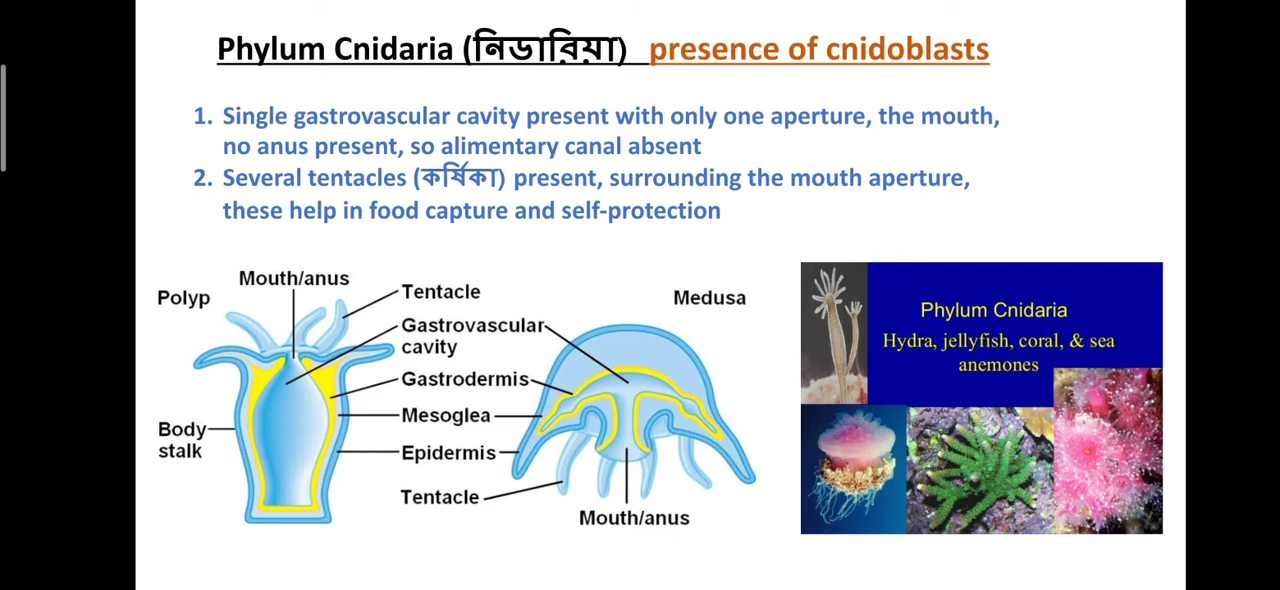 Phylum Cnidaria (নিডারিয়া) presence of cnidoblasts
1. Single gastrovascular cavity present with only one aperture, the mouth,
no anus present, so alimentary canal absent
2. Several tentacles (কর্ষিকা) present, surrounding the mouth aperture,
these help in food capture and self-protection
Mouth/anus
Polyp
Tentacle
Medusa
Gastrovascular
cavity
Gastrodermis
Mesoglea
Body
stalk
Epidermis
Tentacle
Mouth/anus
Phylum Cnidaria
Hydra, jellyfish, coral, & sea
anemones